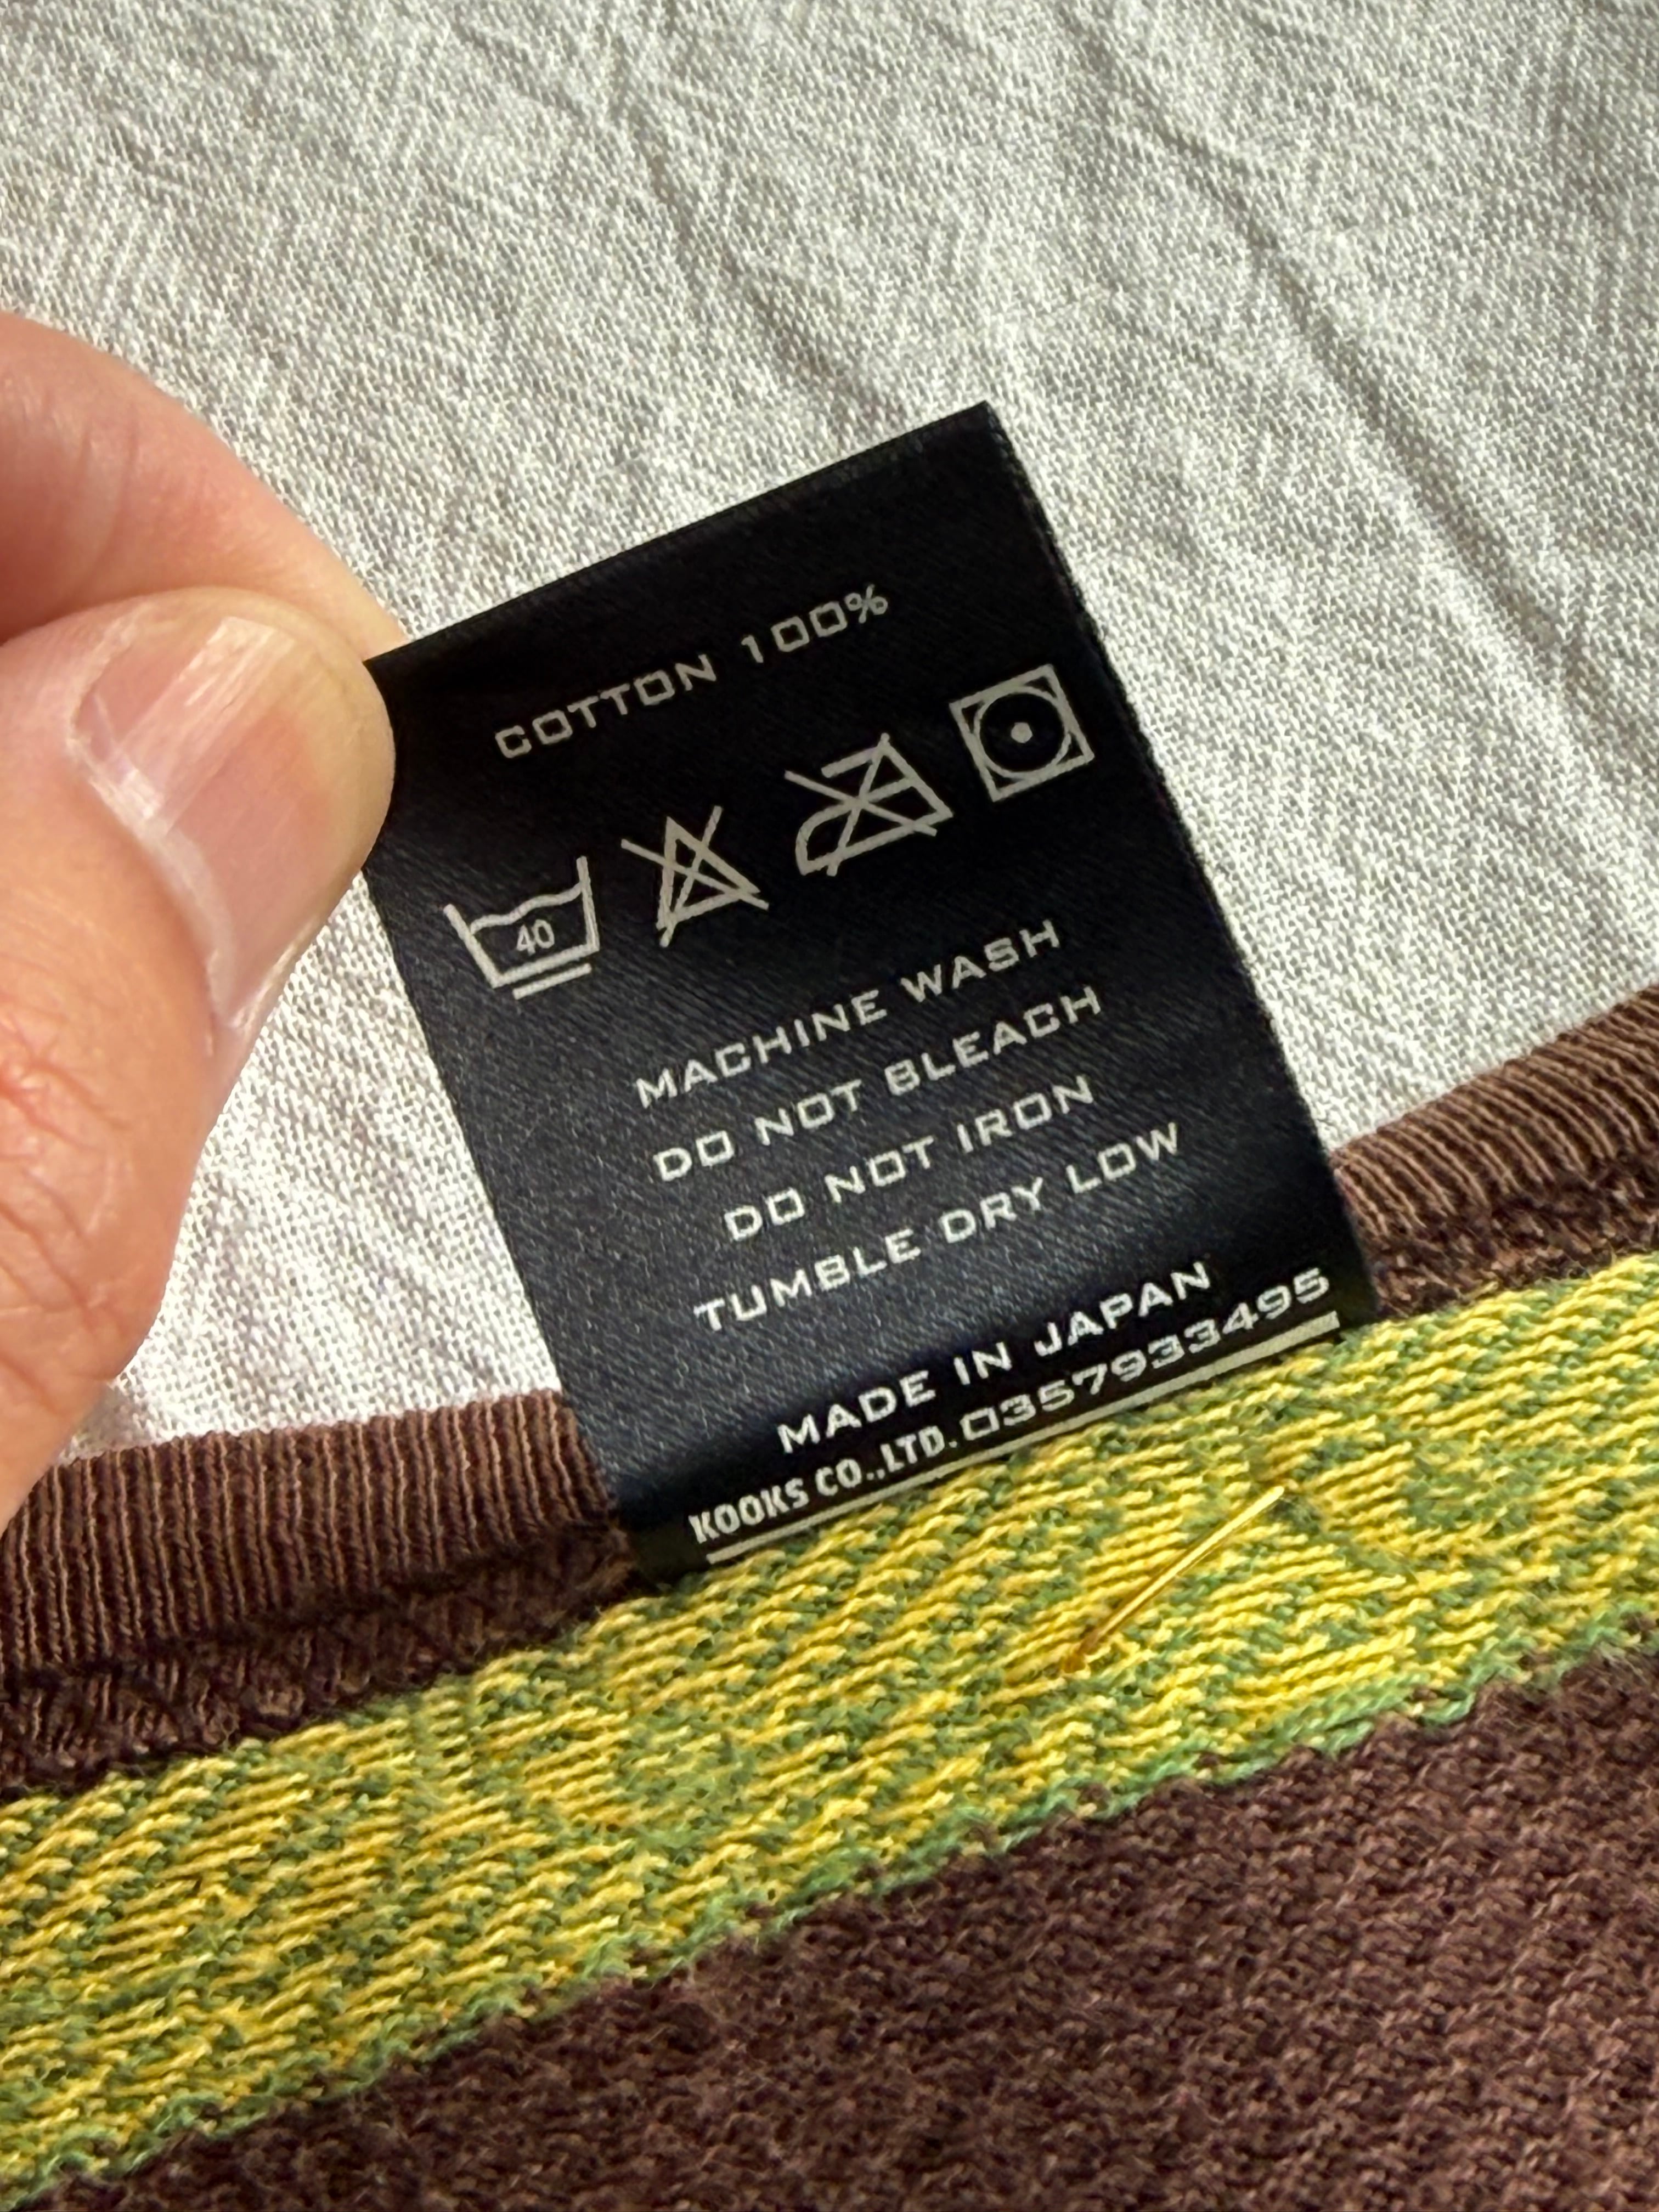 COTTON 100%
40
MACHINE WASH
DO NOT BLEACH
DO NOT IRON
TUMBLE DRY LOW
MADE IN JAPAN
KOOKS CO.,LTD. 0357933495